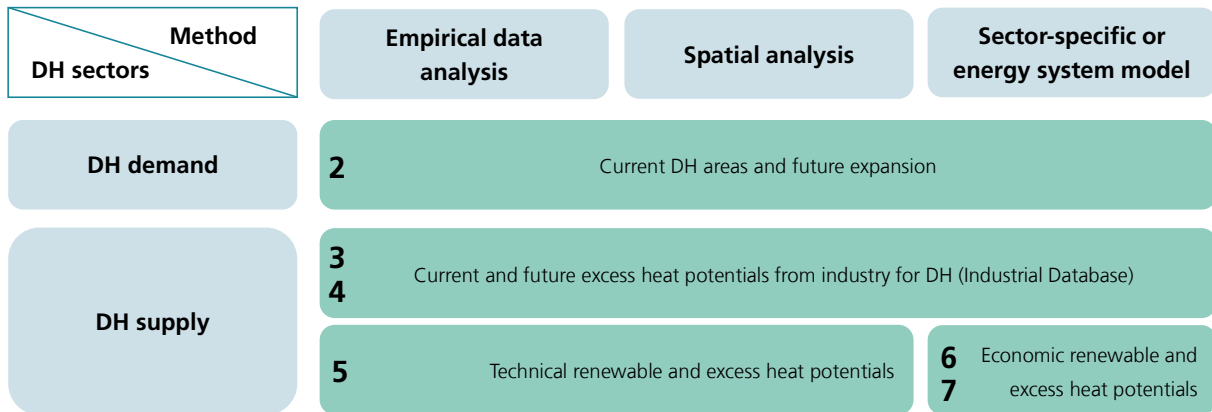 Method
DH sectors
Empirical data
analysis
Spatial analysis
Sector-specific or
energy system model
DH demand
2
Current DH areas and future expansion
DH supply
3
4
Current and future excess heat potentials from industry for DH (Industrial Database)
5
Technical renewable and excess heat potentials
6
7
Economic renewable and
excess heat potentials